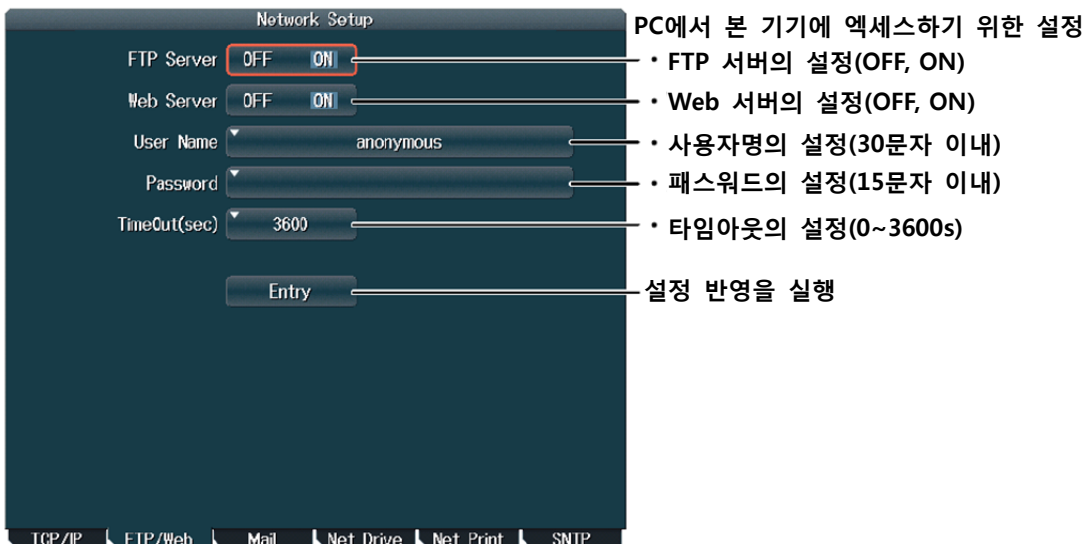 Network Setup
PC에서 본 기기에 엑세스하기 위한 설정
FTP Server OFF ON ・FTP 서버의 설정(OFF, ON)
Web Server OFF ON ・Web 서버의 설정(OFF, ON)
User Name anonymous ・사용자명의 설정(30문자 이내)
Password ・패스워드의 설정(15문자 이내)
TimeOut(sec) 3600 ・타임아웃의 설정(0~3600s)
Entry 설정 반영을 실행
TCP/IP FTP/Web Mail Net Drive Net Print SNTP